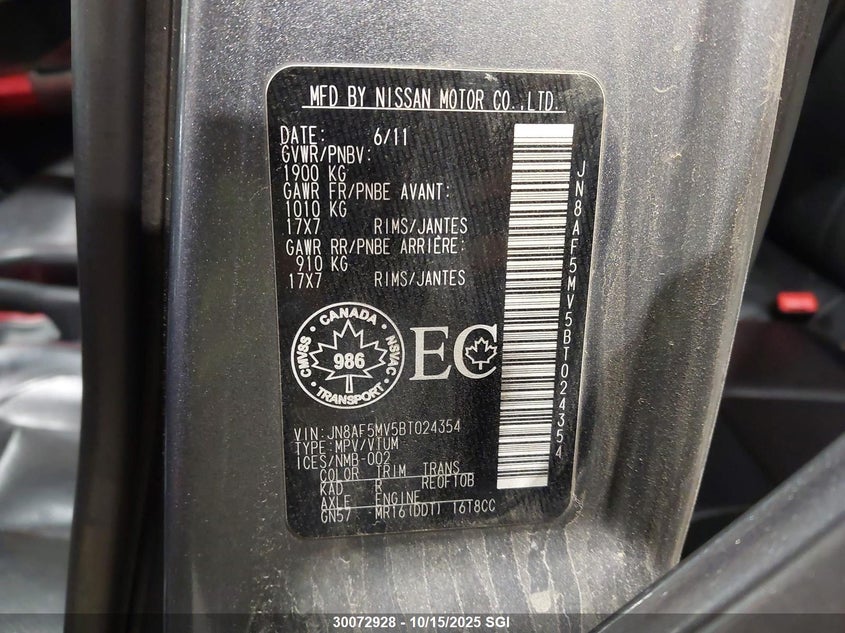 MFD BY NISSAN MOTOR CO.,LTD.
DATE: 6/11
GVWR/PNBV:
1900 KG
GAWR FR/PNBE AVANT:
1010 KG
17X7 RIMS/JANTES
GAWR RR/PNBE ARRIÈRE:
910 KG
17X7 RIMS/JANTES
CANADA
CMVSS 986 NSVAC
TRANSPORT
EC
VIN:JN8AF5MV5BT024354
TYPE:MPV/VTUM
ICES/NMB-002
COLOR TRIM TRANS
KAD R RE0F10B
AXLE ENGINE
GN57 MR16(DDT) 16T8CC
JN8AF5MV5BT024354
30072928 - 10/15/2025 SGI